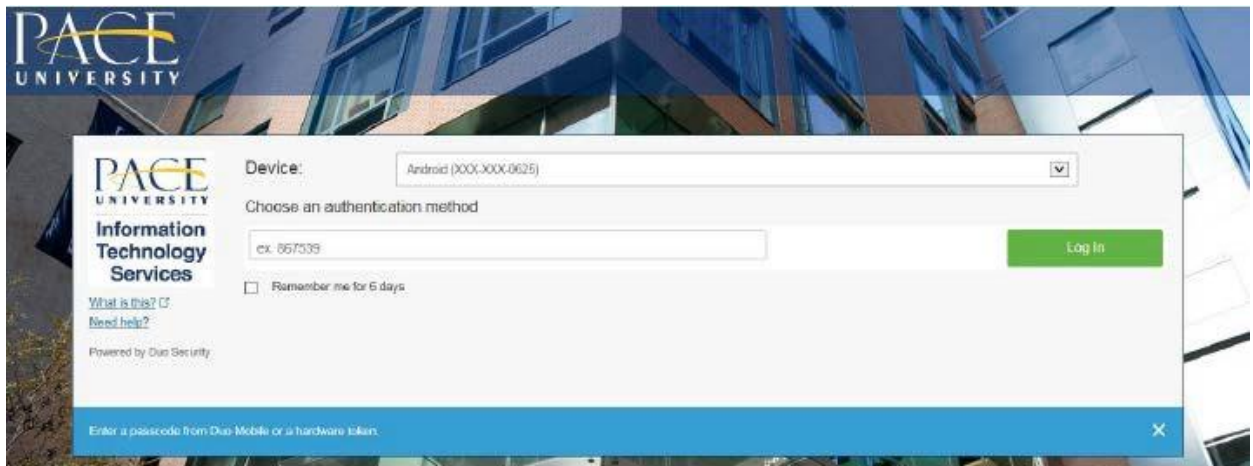 PACE
UNIVERSITY
PACE
UNIVERSITY
Information
Technology
Services
What is this?
Need help?
Powered by Duo Security
Device:
Android (XXX-XXX-0625)
Choose an authentication method
ex. 867539
Log In
Remember me for 6 days
Enter a passcode from Duo Mobile or a hardware token.